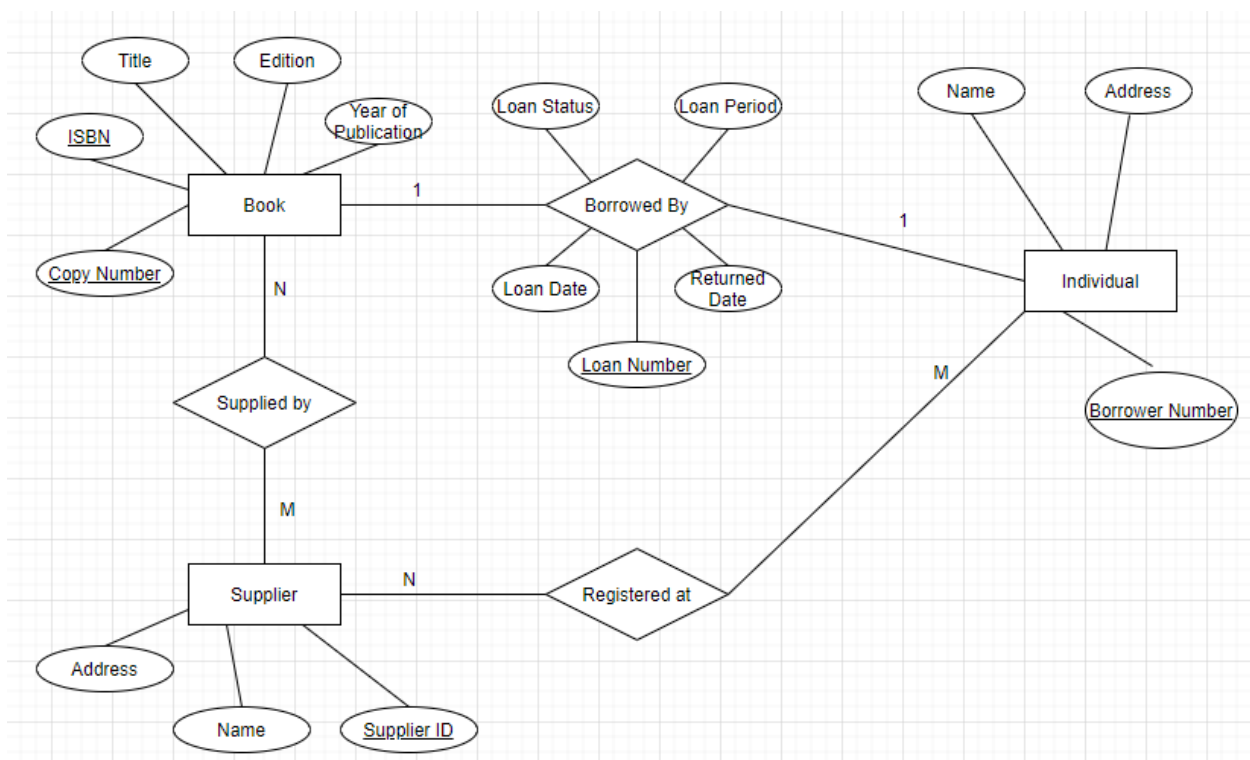 Title
Edition
Year of
Publication
ISBN
Copy Number
Book
1
Loan Status
Loan Period
Borrowed By
Loan Date
Returned
Date
Loan Number
1
Name
Address
Individual
Borrower Number
N
Supplied by
M
M
Supplier
N
Registered at
Address
Name
Supplier ID